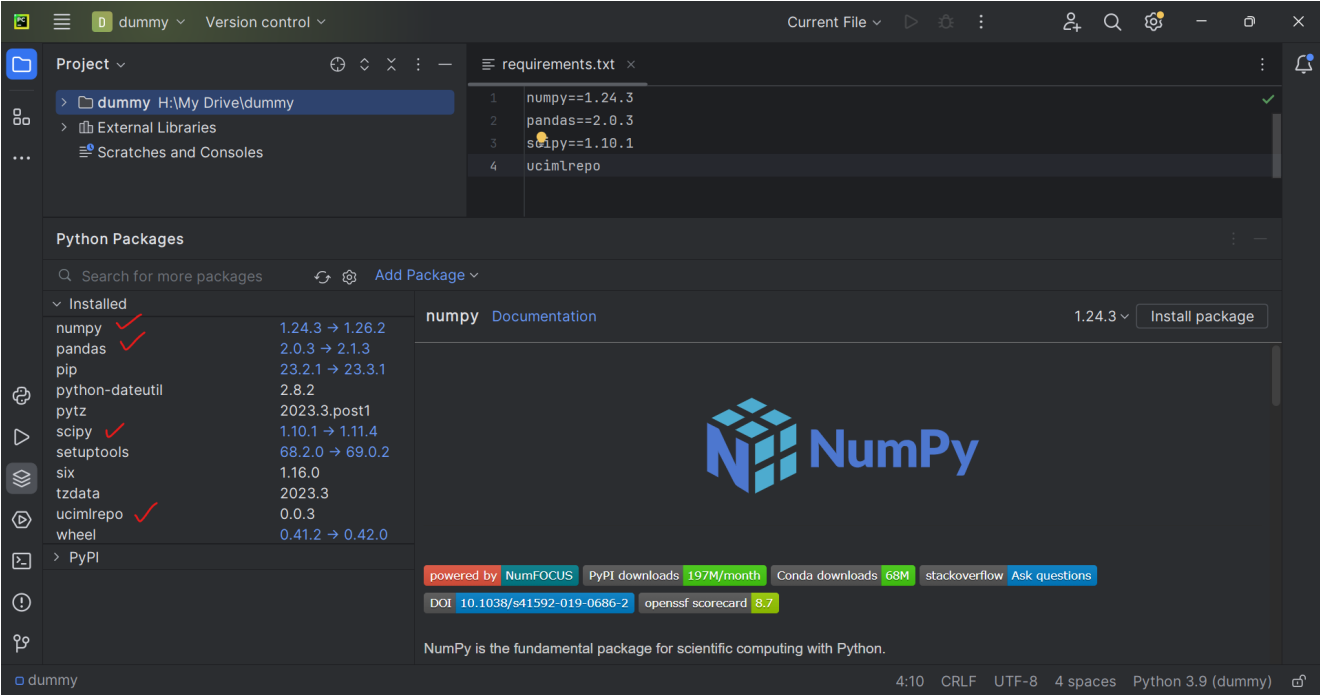 PC
D dummy Version control Current File
Project
dummy H:\My Drive\dummy
External Libraries
Scratches and Consoles
requirements.txt
1 numpy==1.24.3
2 pandas==2.0.3
3 scipy==1.10.1
4 ucimlrepo
Python Packages
Search for more packages Add Package
Installed
numpy 1.24.3 → 1.26.2
pandas 2.0.3 → 2.1.3
pip 23.2.1 → 23.3.1
python-dateutil 2.8.2
pytz 2023.3.post1
scipy 1.10.1 → 1.11.4
setuptools 68.2.0 → 69.0.2
six 1.16.0
tzdata 2023.3
ucimlrepo 0.0.3
wheel 0.41.2 → 0.42.0
PyPI
numpy Documentation 1.24.3 Install package
NumPy
powered by NumFOCUS PyPI downloads 197M/month Conda downloads 68M stackoverflow Ask questions
DOI 10.1038/s41592-019-0686-2 openssf scorecard 8.7
NumPy is the fundamental package for scientific computing with Python.
dummy 4:10 CRLF UTF-8 4 spaces Python 3.9 (dummy)